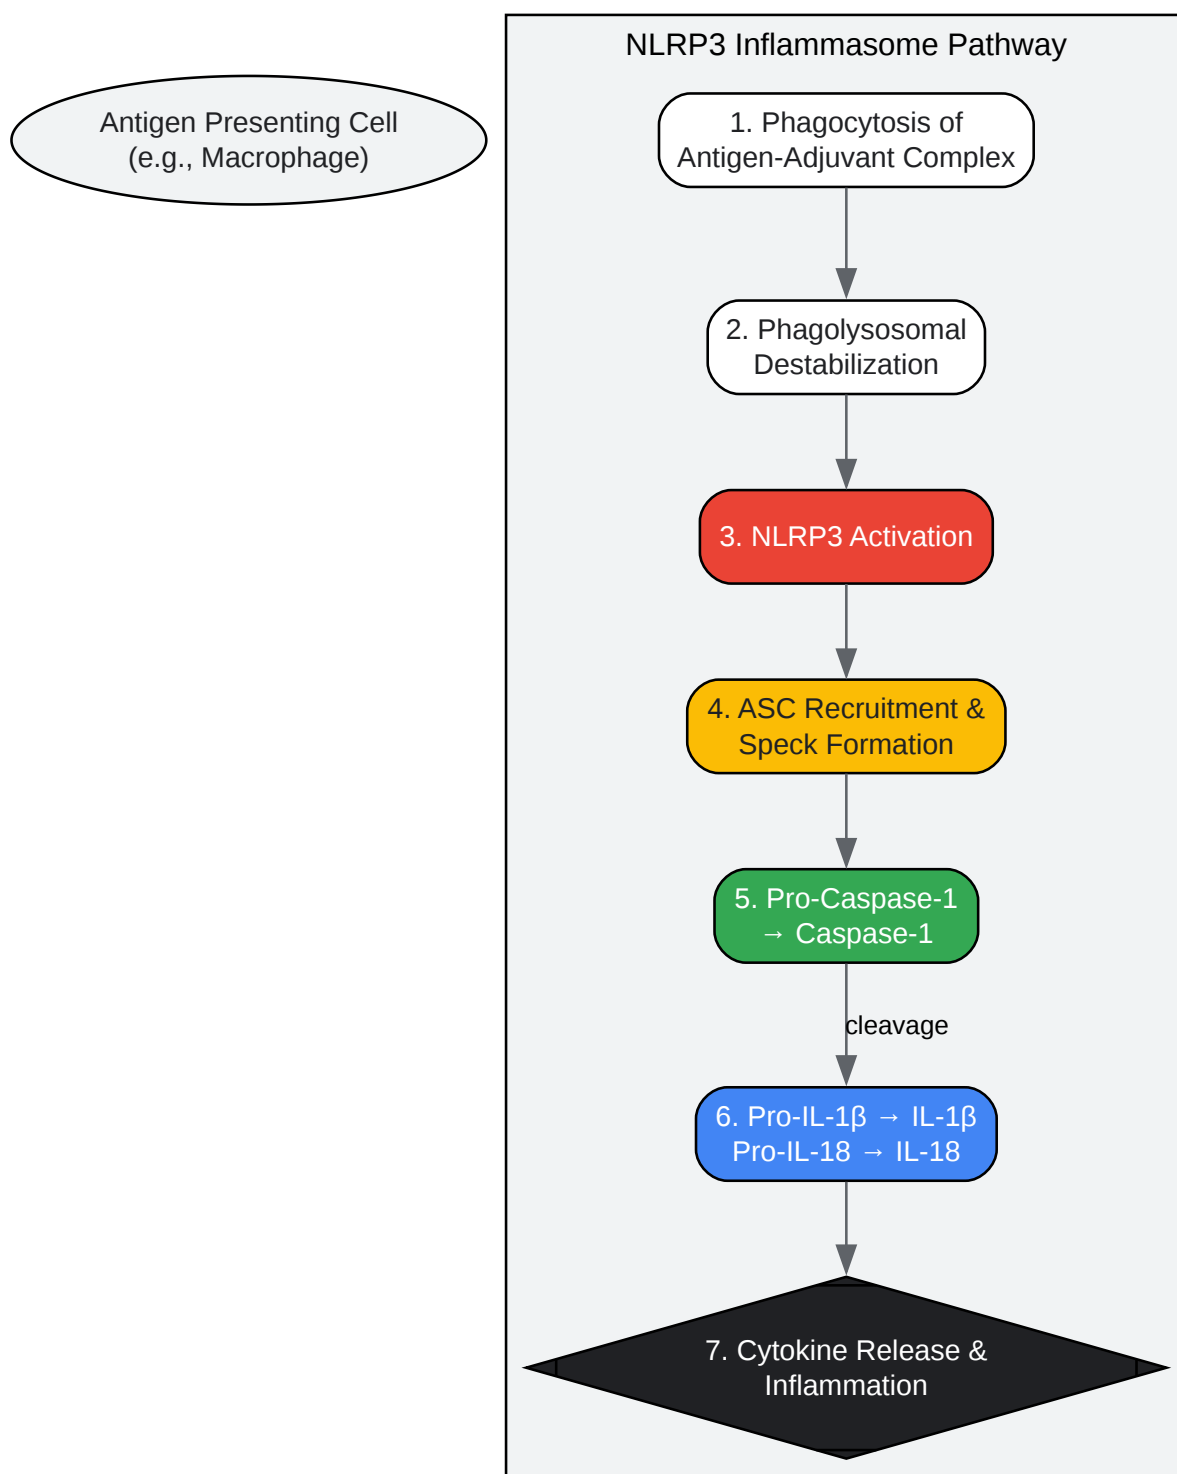 NLRP3 Inflammasome Pathway
Antigen Presenting Cell
(e.g., Macrophage)
1. Phagocytosis of
Antigen-Adjuvant Complex
2. Phagolysosomal
Destabilization
3. NLRP3 Activation
4. ASC Recruitment &
Speck Formation
5. Pro-Caspase-1
→ Caspase-1
cleavage
6. Pro-IL-1β → IL-1β
Pro-IL-18 → IL-18
7. Cytokine Release &
Inflammation